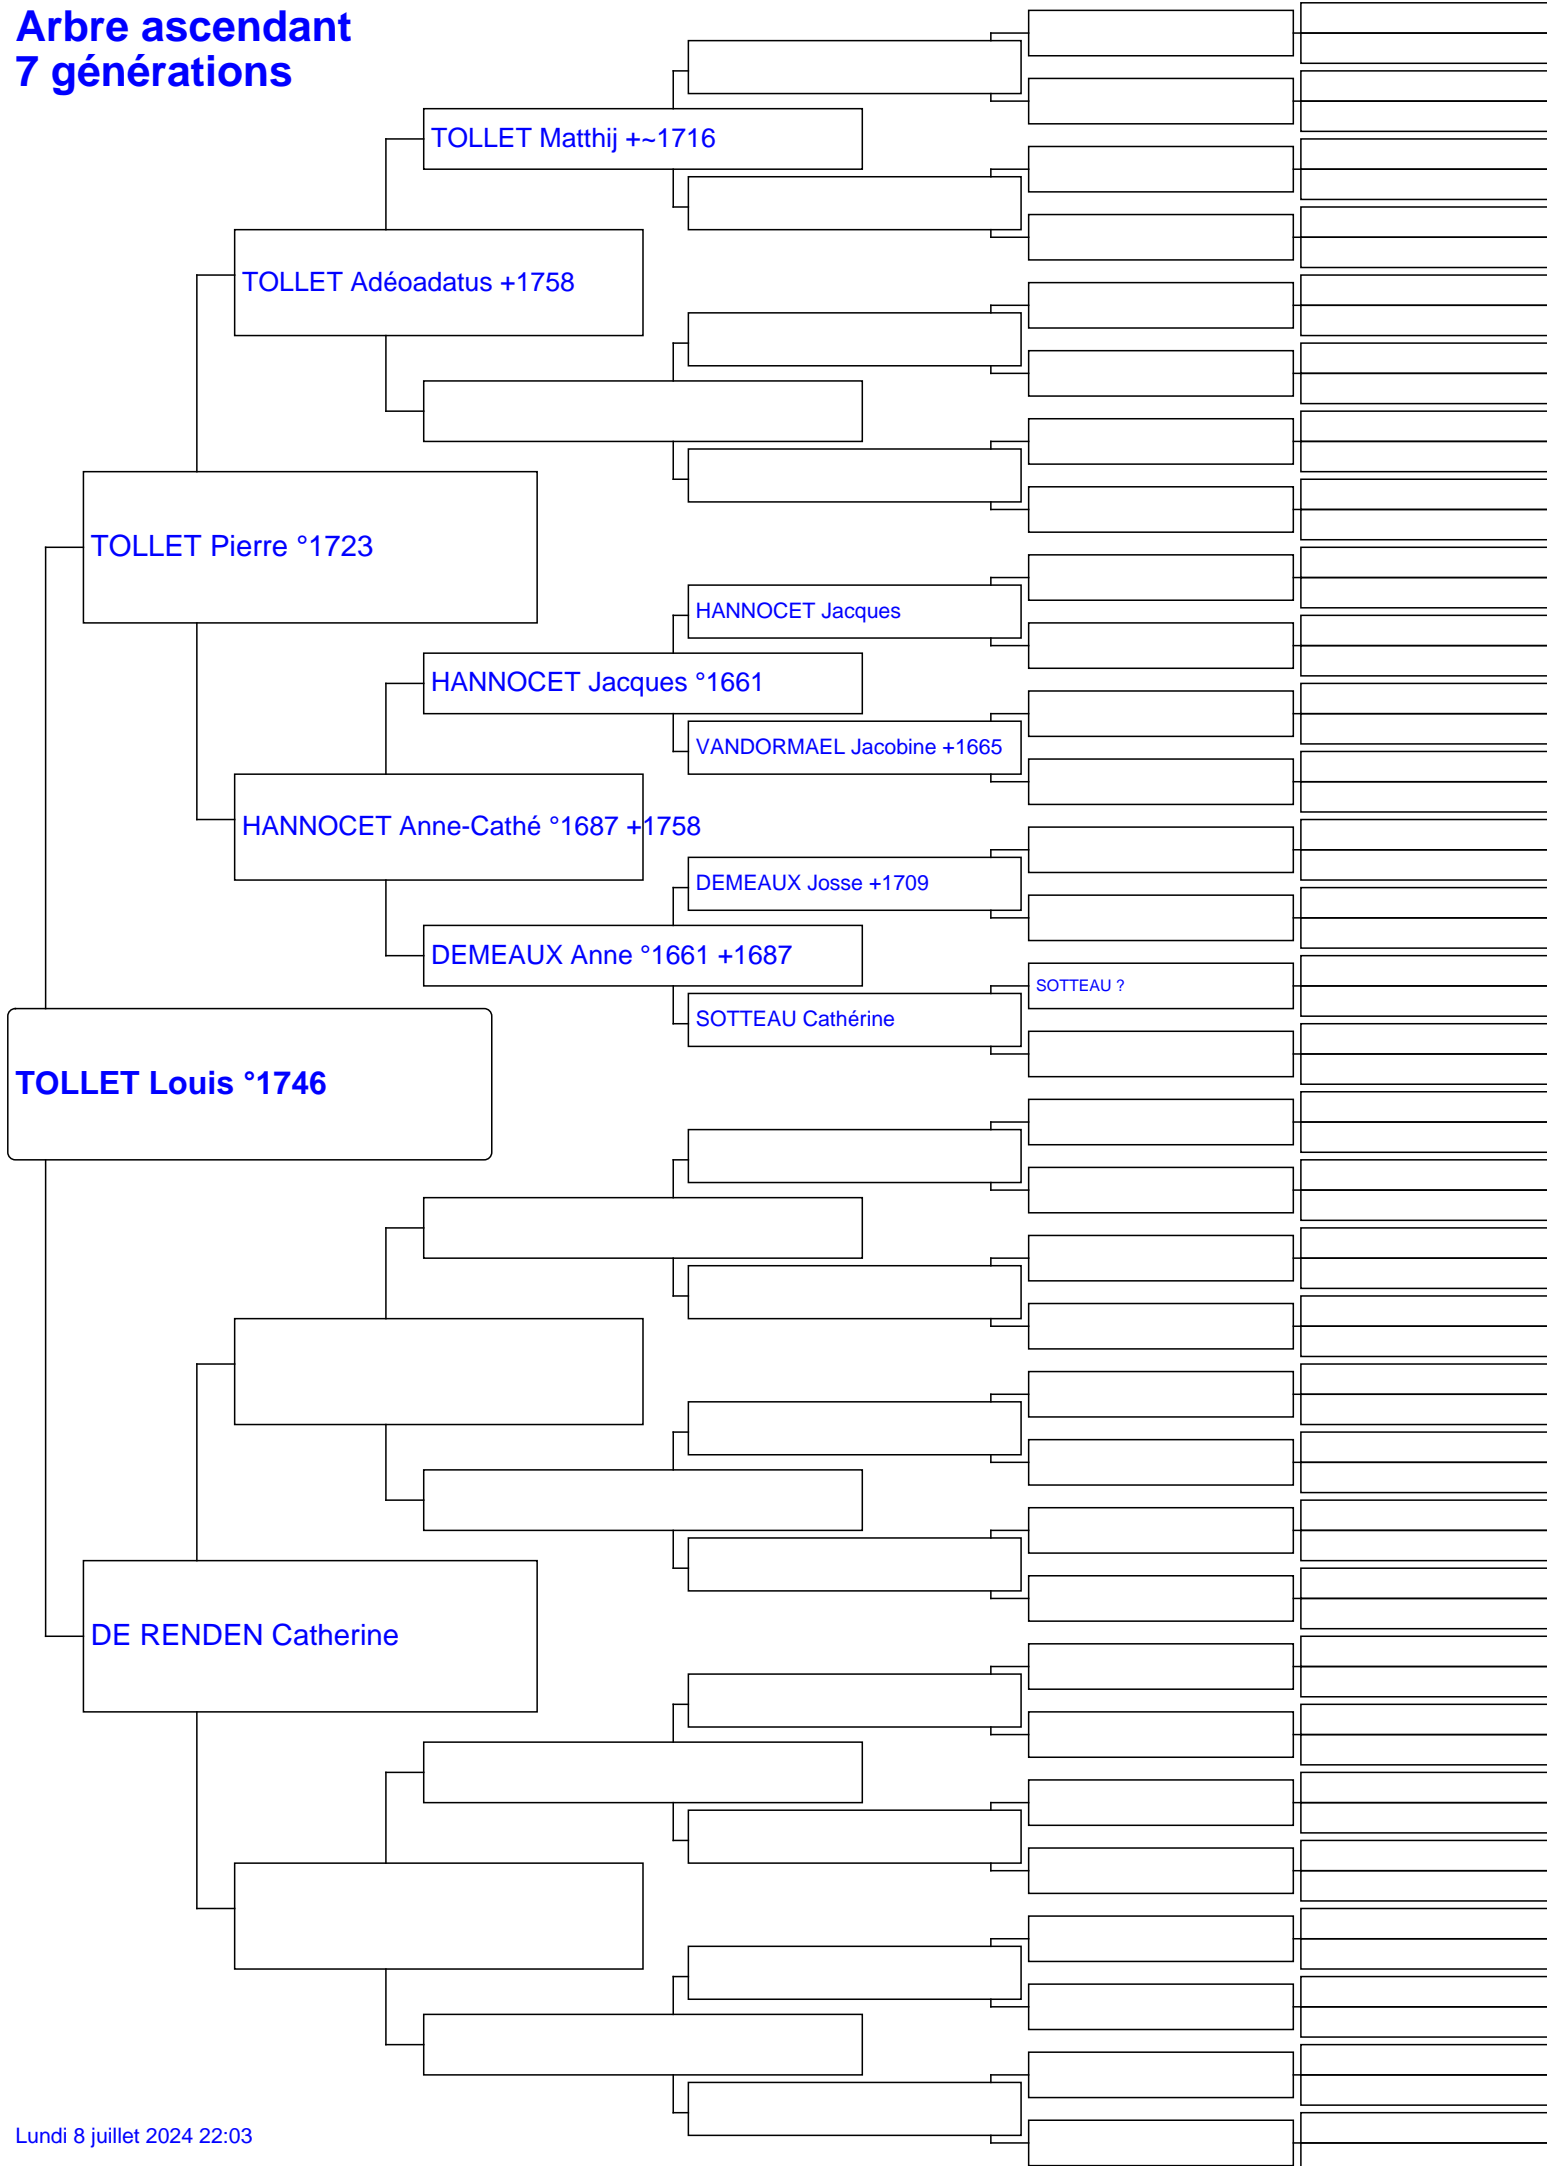 Arbre ascendant
7 générations
TOLLET Matthij +~1716
TOLLET Adéoadatus +1758
TOLLET Pierre °1723
HANNOCET Jacques
HANNOCET Jacques °1661
VANDORMAEL Jacobine +1665
HANNOCET Anne-Cathé °1687 +1758
DEMEAUX Josse +1709
DEMEAUX Anne °1661 +1687
SOTTEAU ?
SOTTEAU Cathérine
TOLLET Louis °1746
DE RENDEN Catherine
Lundi 8 juillet 2024 22:03